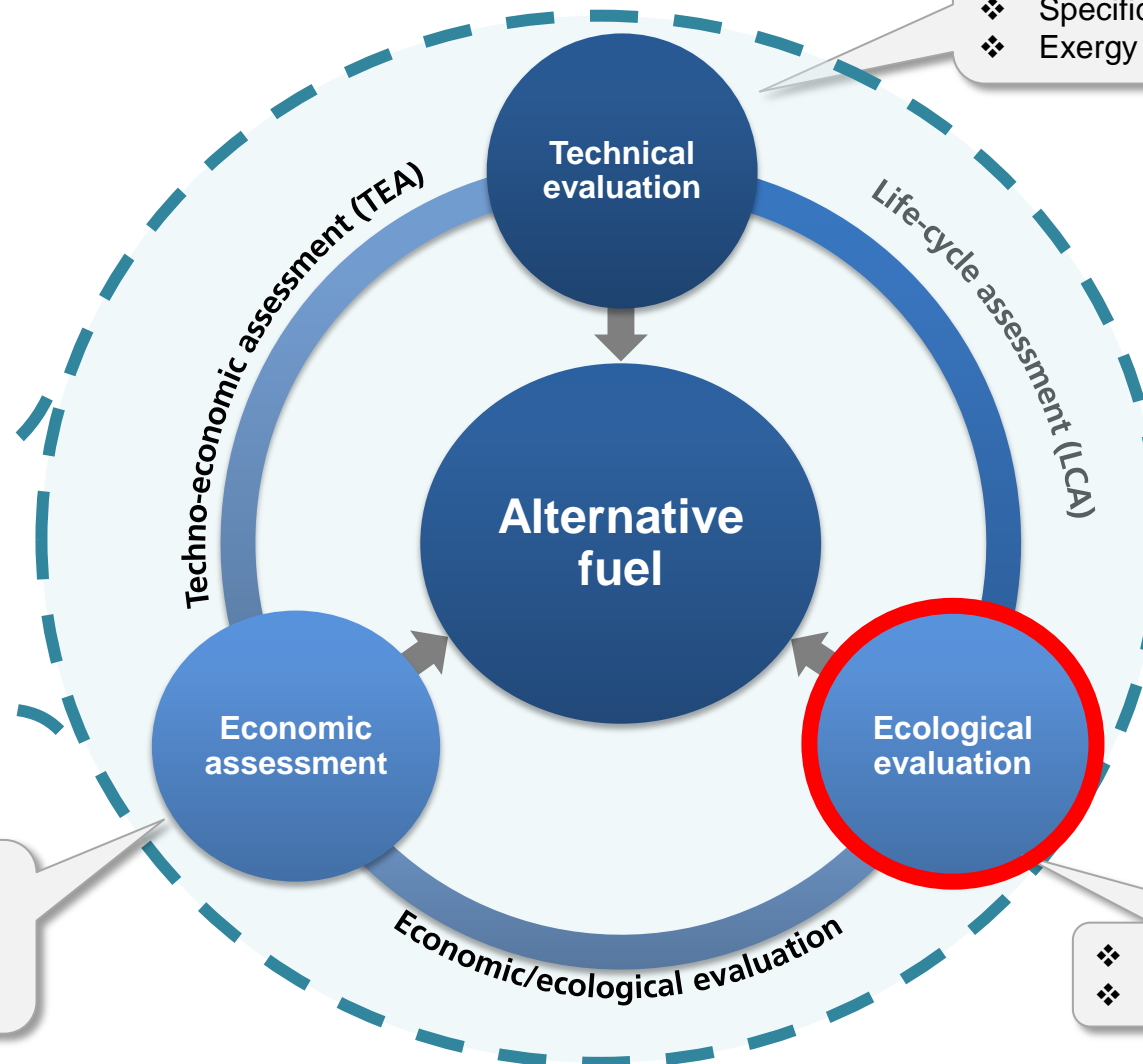 ❖ Specific
❖ Exergy
Technical
evaluation
Techno-economic assessment (TEA)
Life-cycle assessment (LCA)
Alternative
fuel
Economic
assessment
Ecological
evaluation
Economic/ecological evaluation
❖
❖